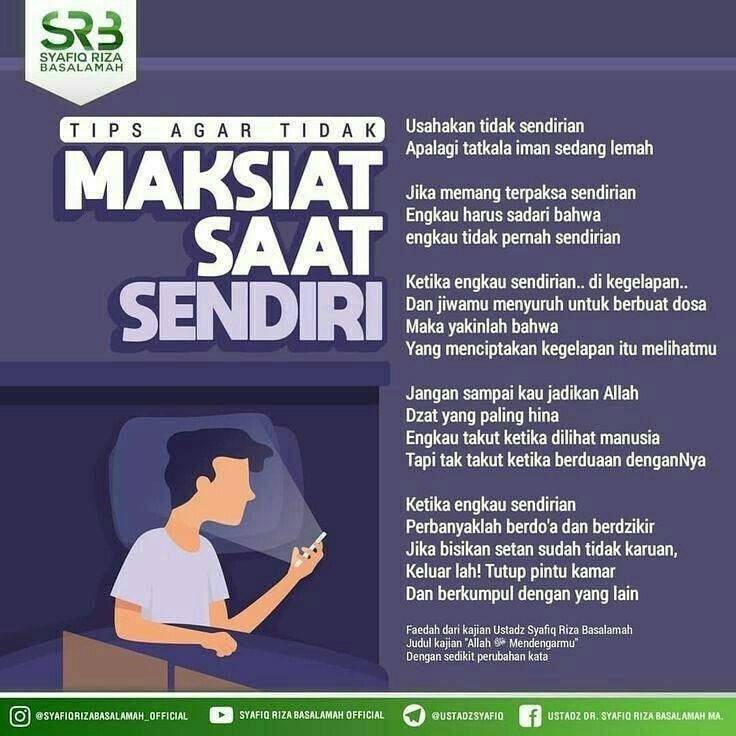 SRB
SYAFIQ RIZA
BASALAMAH
TIPS AGAR TIDAK
MAKSIAT
SAAT
SENDIRI
Usahakan tidak sendirian
Apalagi tatkala iman sedang lemah
Jika memang terpaksa sendirian
Engkau harus sadari bahwa
engkau tidak pernah sendirian
Ketika engkau sendirian.. di kegelapan..
Dan jiwamu menyuruh untuk berbuat dosa
Maka yakinlah bahwa
Yang menciptakan kegelapan itu melihatmu
Jangan sampai kau jadikan Allah
Dzat yang paling hina
Engkau takut ketika dilihat manusia
Tapi tak takut ketika berduaan denganNya
Ketika engkau sendirian
Perbanyaklah berdo'a dan berdzikir
Jika bisikan setan sudah tidak karuan,
Keluar lah! Tutup pintu kamar
Dan berkumpul dengan yang lain
Faedah dari kajian Ustadz Syafiq Riza Basalamah
Judul kajian "Allah ﷻ Mendengarmu"
Dengan sedikit perubahan kata
@SYAFIQRIZABASALAMAH_OFFICIAL
SYAFIQ RIZA BASALAMAH OFFICIAL
@USTADZSYAFIQ
USTADZ DR. SYAFIQ RIZA BASALAMAH MA.